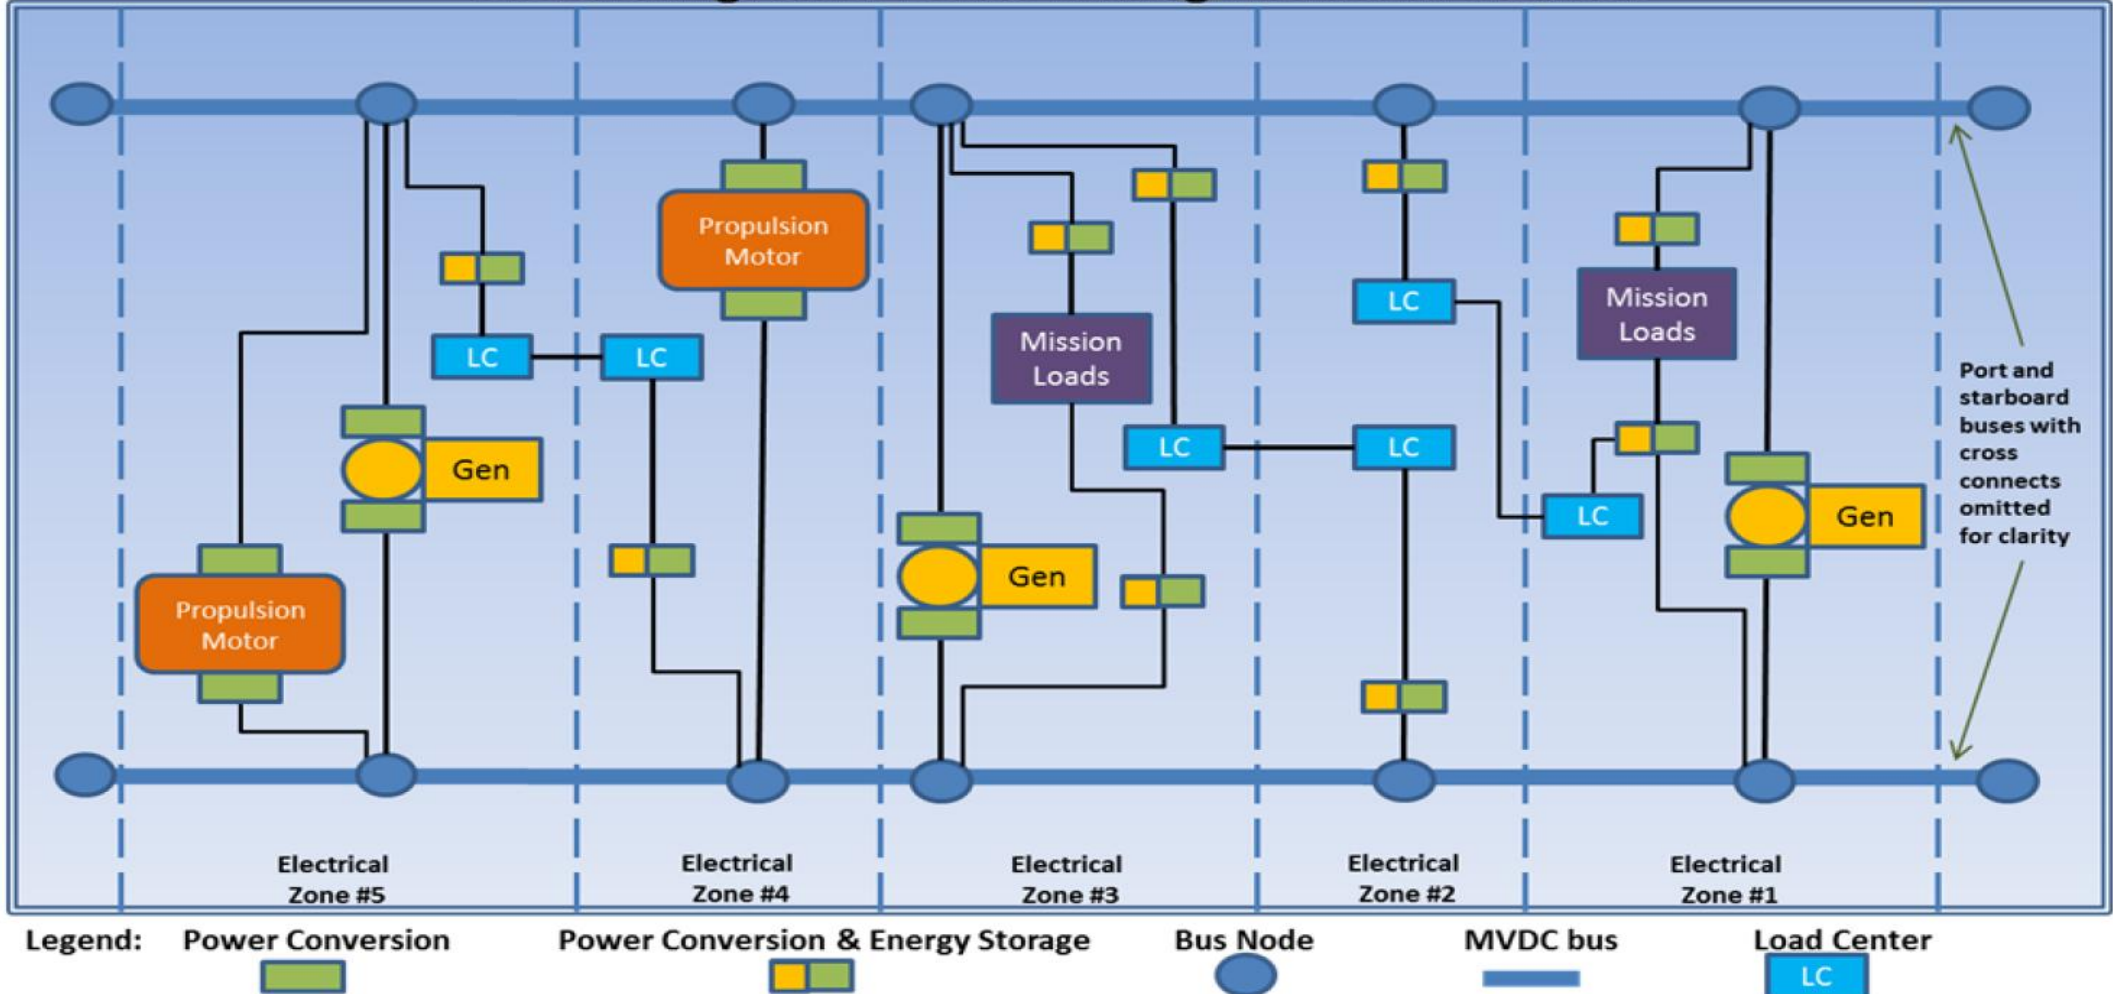 Propulsion
Motor
LC
LC
LC
Mission
Loads
Mission
Loads
Gen
LC
LC
LC
Gen
Gen
Propulsion
Motor
Port and
starboard
buses with
cross
connects
omitted
for clarity
Electrical
Zone #5
Electrical
Zone #4
Electrical
Zone #3
Electrical
Zone #2
Electrical
Zone #1
Legend:
Power Conversion
Power Conversion & Energy Storage
Bus Node
MVDC bus
Load Center
LC